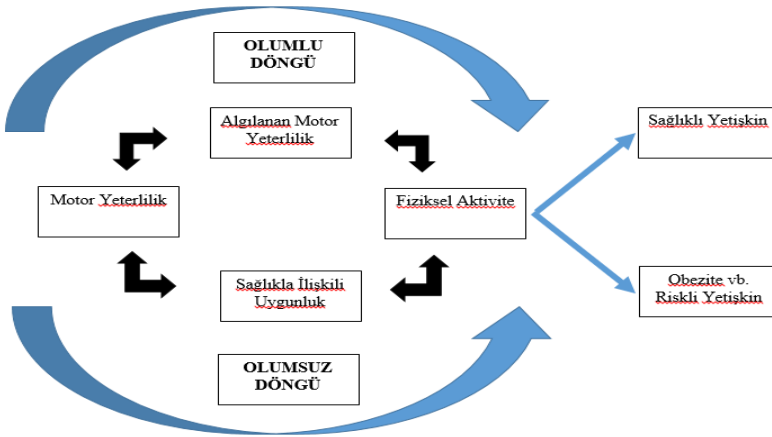 OLUMLU
DÖNGÜ
Algılanan Motor
Yeterlilik
Sağlıklı Yetişkin
Motor Yeterlilik
Fiziksel Aktivite
Sağlıkla İlişkili
Uygunluk
Obezite vb.
Riskli Yetişkin
OLUMSUZ
DÖNGÜ